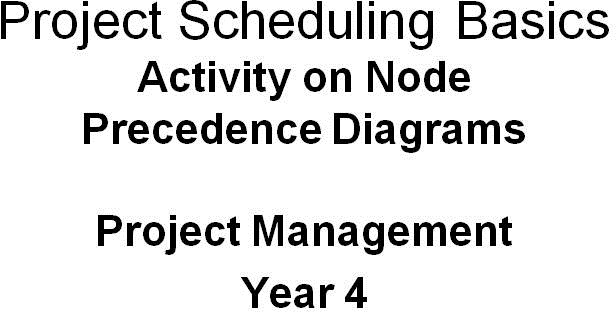 Project Scheduling Basics
Activity on Node
Precedence Diagrams
Project Management
Year 4